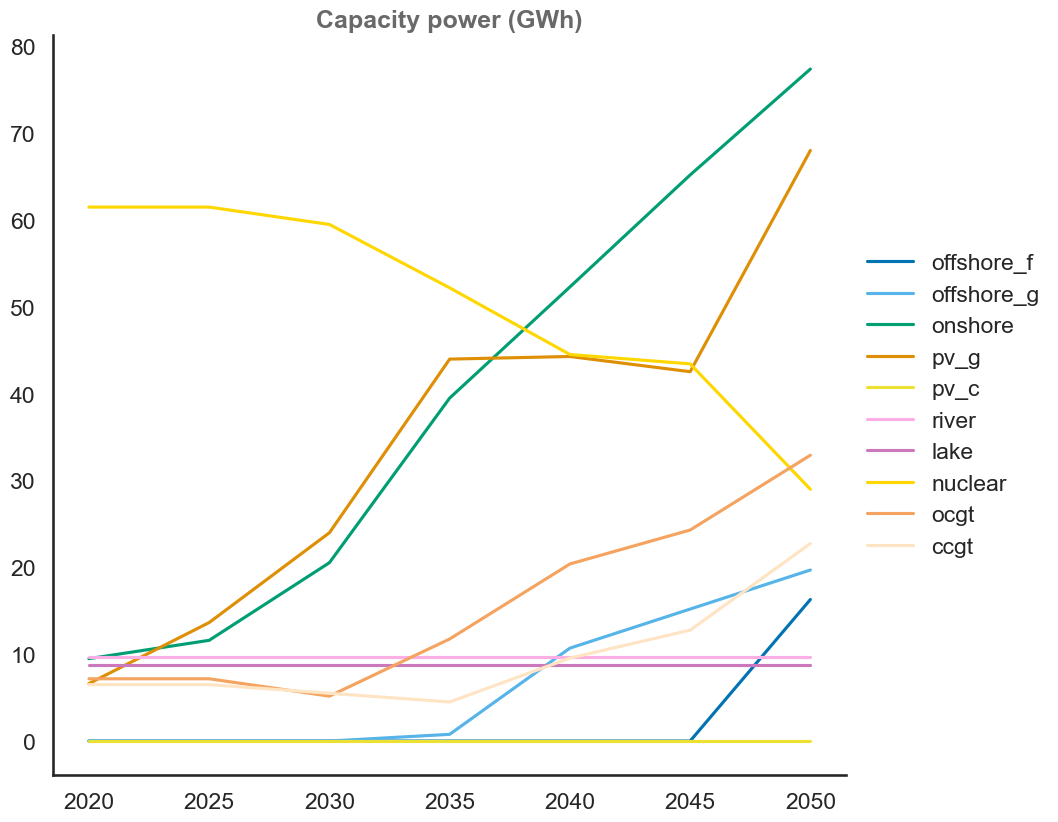 Capacity power (GWh)
80
70
60
50
40
30
20
10
0
2020 2025 2030 2035 2040 2045 2050
offshore_f
offshore_g
onshore
pv_g
pv_c
river
lake
nuclear
ocgt
ccgt